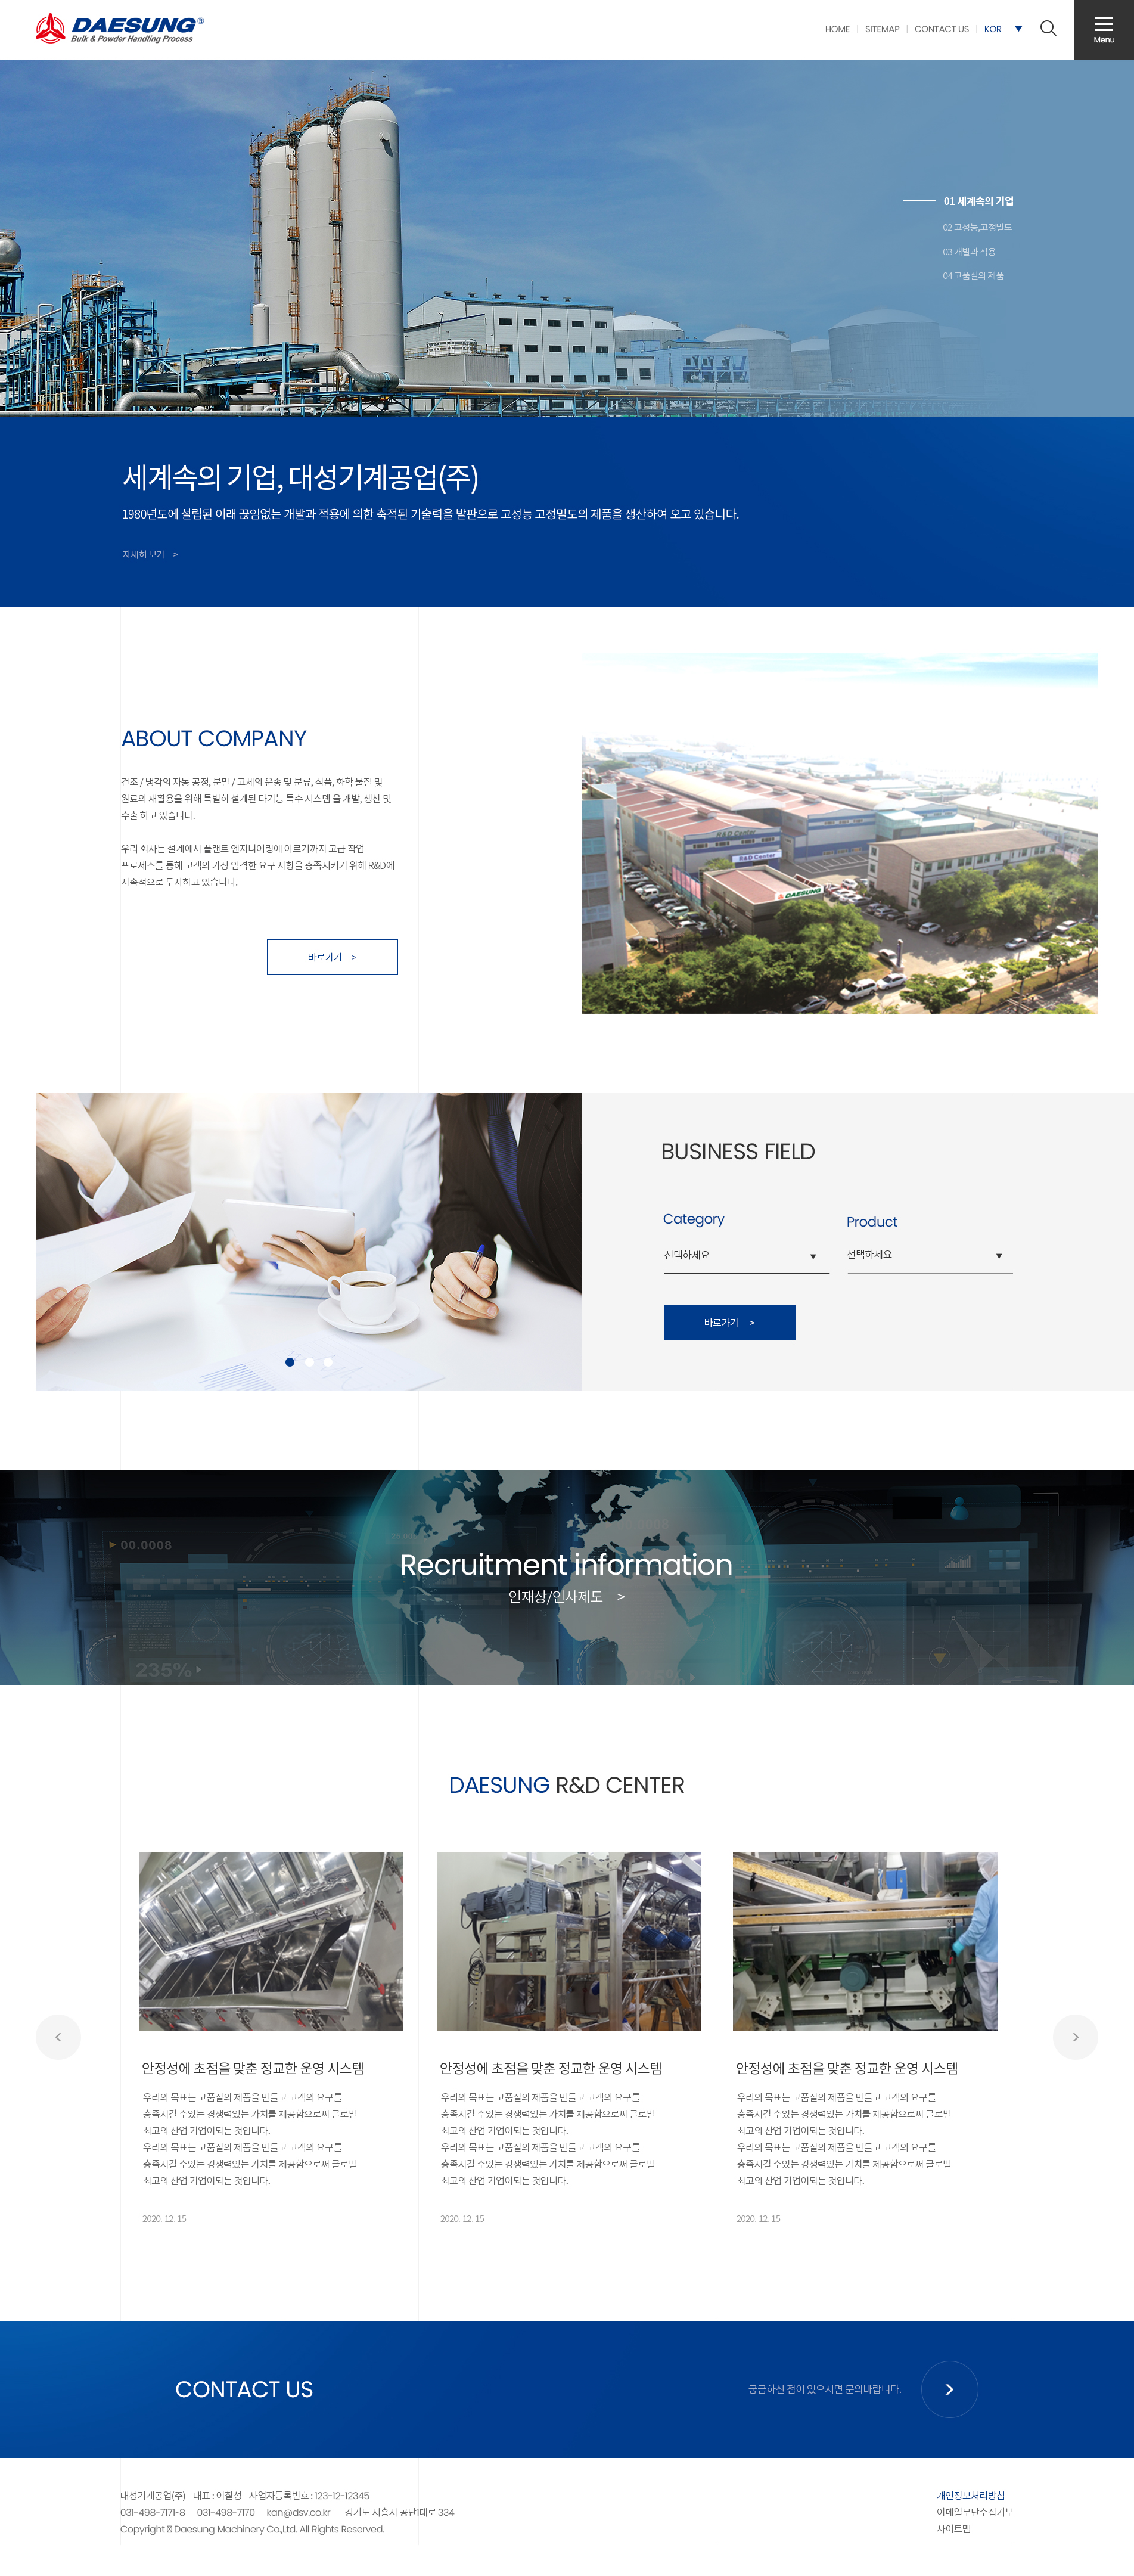 DAESUNG®
Bulk & Powder Handling Process
HOME | SITEMAP | CONTACT US | KOR ▼
Menu
01 세계속의 기업
02 고성능,고정밀도
03 개발과 적용
04 고품질의 제품
세계속의 기업, 대성기계공업(주)
1980년도에 설립된 이래 끊임없는 개발과 적용에 의한 축적된 기술력을 발판으로 고성능 고정밀도의 제품을 생산하여 오고 있습니다.
자세히 보기 >
ABOUT COMPANY
건조 / 냉각의 자동 공정, 분말 / 고체의 운송 및 분류, 식품, 화학 물질 및
원료의 재활용을 위해 특별히 설계된 다기능 특수 시스템 을 개발, 생산 및
수출 하고 있습니다.
우리 회사는 설계에서 플랜트 엔지니어링에 이르기까지 고급 작업
프로세스를 통해 고객의 가장 엄격한 요구 사항을 충족시키기 위해 R&D에
지속적으로 투자하고 있습니다.
바로가기 >
R&D Center
R&D Center
DAESUNG
BUSINESS FIELD
Category
Product
선택하세요 ▼
선택하세요 ▼
바로가기 >
00.0008
235%
Recruitment information
인재상/인사제도 >
DAESUNG R&D CENTER
<
>
안정성에 초점을 맞춘 정교한 운영 시스템
우리의 목표는 고품질의 제품을 만들고 고객의 요구를
충족시킬 수있는 경쟁력있는 가치를 제공함으로써 글로벌
최고의 산업 기업이되는 것입니다.
우리의 목표는 고품질의 제품을 만들고 고객의 요구를
충족시킬 수있는 경쟁력있는 가치를 제공함으로써 글로벌
최고의 산업 기업이되는 것입니다.
2020. 12. 15
안정성에 초점을 맞춘 정교한 운영 시스템
우리의 목표는 고품질의 제품을 만들고 고객의 요구를
충족시킬 수있는 경쟁력있는 가치를 제공함으로써 글로벌
최고의 산업 기업이되는 것입니다.
우리의 목표는 고품질의 제품을 만들고 고객의 요구를
충족시킬 수있는 경쟁력있는 가치를 제공함으로써 글로벌
최고의 산업 기업이되는 것입니다.
2020. 12. 15
안정성에 초점을 맞춘 정교한 운영 시스템
우리의 목표는 고품질의 제품을 만들고 고객의 요구를
충족시킬 수있는 경쟁력있는 가치를 제공함으로써 글로벌
최고의 산업 기업이되는 것입니다.
우리의 목표는 고품질의 제품을 만들고 고객의 요구를
충족시킬 수있는 경쟁력있는 가치를 제공함으로써 글로벌
최고의 산업 기업이되는 것입니다.
2020. 12. 15
CONTACT US
궁금하신 점이 있으시면 문의바랍니다.
>
대성기계공업(주) 대표 : 이칠성 사업자등록번호 : 123-12-12345
031-498-7171~8 031-498-7170 kan@dsv.co.kr 경기도 시흥시 공단1대로 334
Copyright Daesung Machinery Co.,Ltd. All Rights Reserved.
개인정보처리방침
이메일무단수집거부
사이트맵